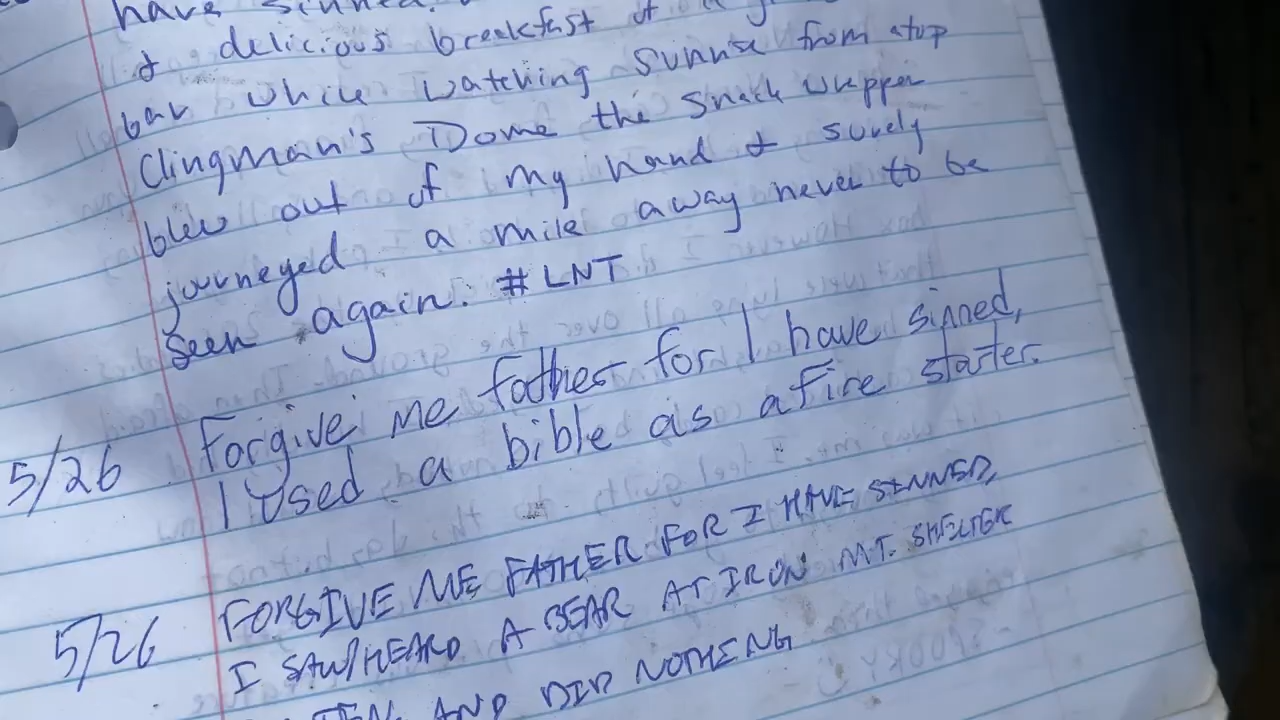 have sinned.
& delicious breakfast of a
bar while watching sunrise from atop
Clingman's Dome the snack wrapper
blew out of my hand & surely
journeyed a mile away never to be
seen again. #LNT
5/26 Forgive me father for I have sinned,
I used a bible as a fire starter.
5/26 FORGIVE ME FATHER FOR I HAVE SINNED,
I SAW/HEARD A BEAR AT IRON MT. SHELTER
AND DID NOTHING